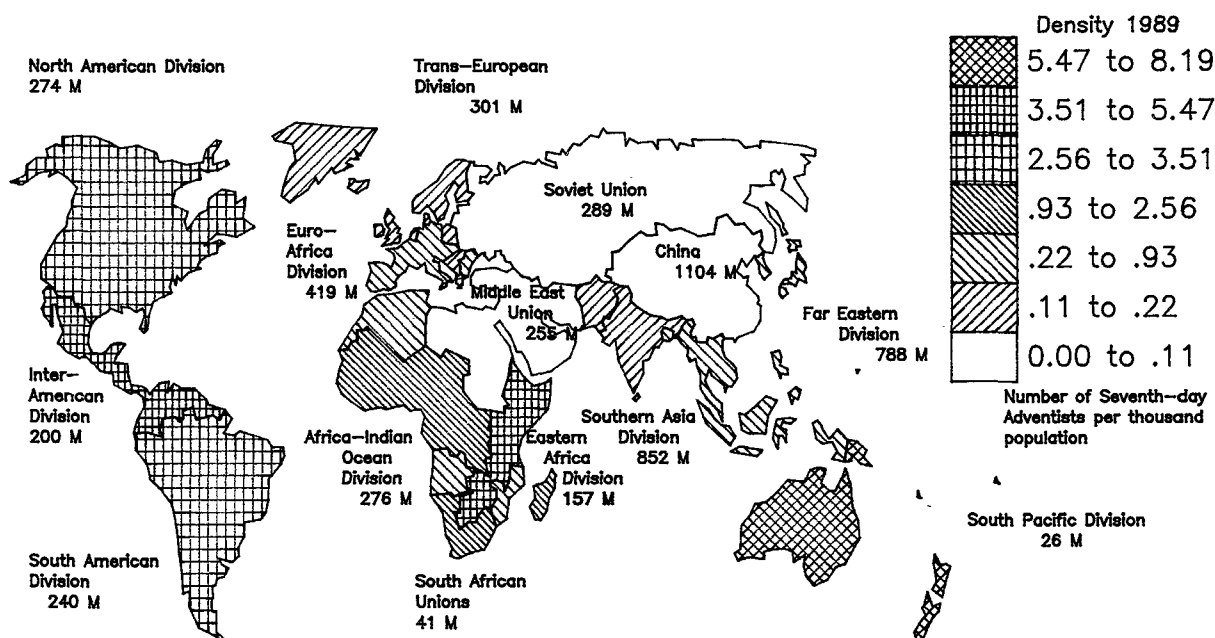 North American Division
274 M
Trans-European
Division
301 M
Soviet Union
289 M
Euro-
Africa
Division
419 M
China
1104 M
Middle East
Union
255 M
Far Eastern
Division
788 M
Inter-
American
Division
200 M
Africa-Indian
Ocean
Division
276 M
Eastern
Africa
Division
157 M
Southern Asia
Division
852 M
South Pacific Division
26 M
South American
Division
240 M
South African
Unions
41 M
Density 1989
5.47 to 8.19
3.51 to 5.47
2.56 to 3.51
.93 to 2.56
.22 to .93
.11 to .22
0.00 to .11
Number of Seventh-day
Adventists per thousand
population